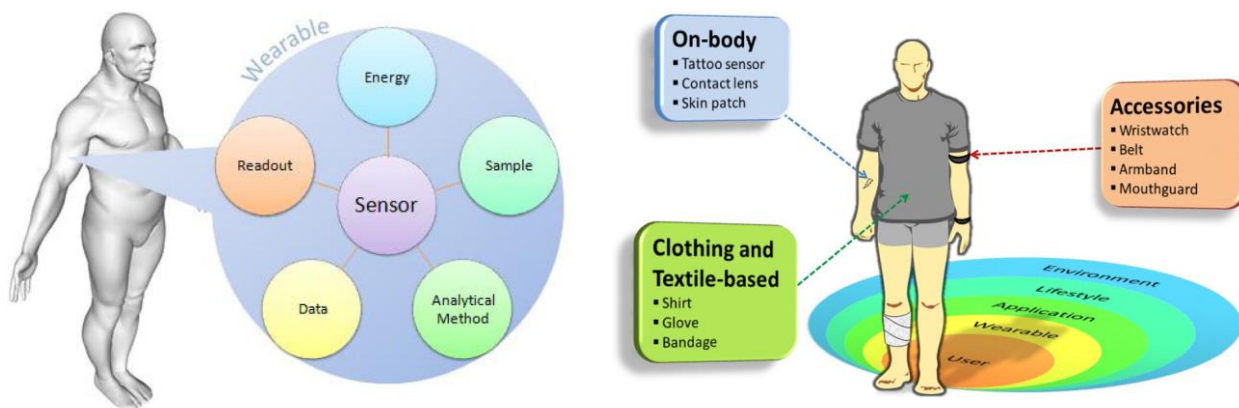 Wearable
Energy
Readout
Sample
Sensor
Data
Analytical
Method
On-body
▪ Tattoo sensor
▪ Contact lens
▪ Skin patch
Accessories
▪ Wristwatch
▪ Belt
▪ Armband
▪ Mouthguard
Clothing and
Textile-based
▪ Shirt
▪ Glove
▪ Bandage
Environment
Lifestyle
Application
Wearable
User